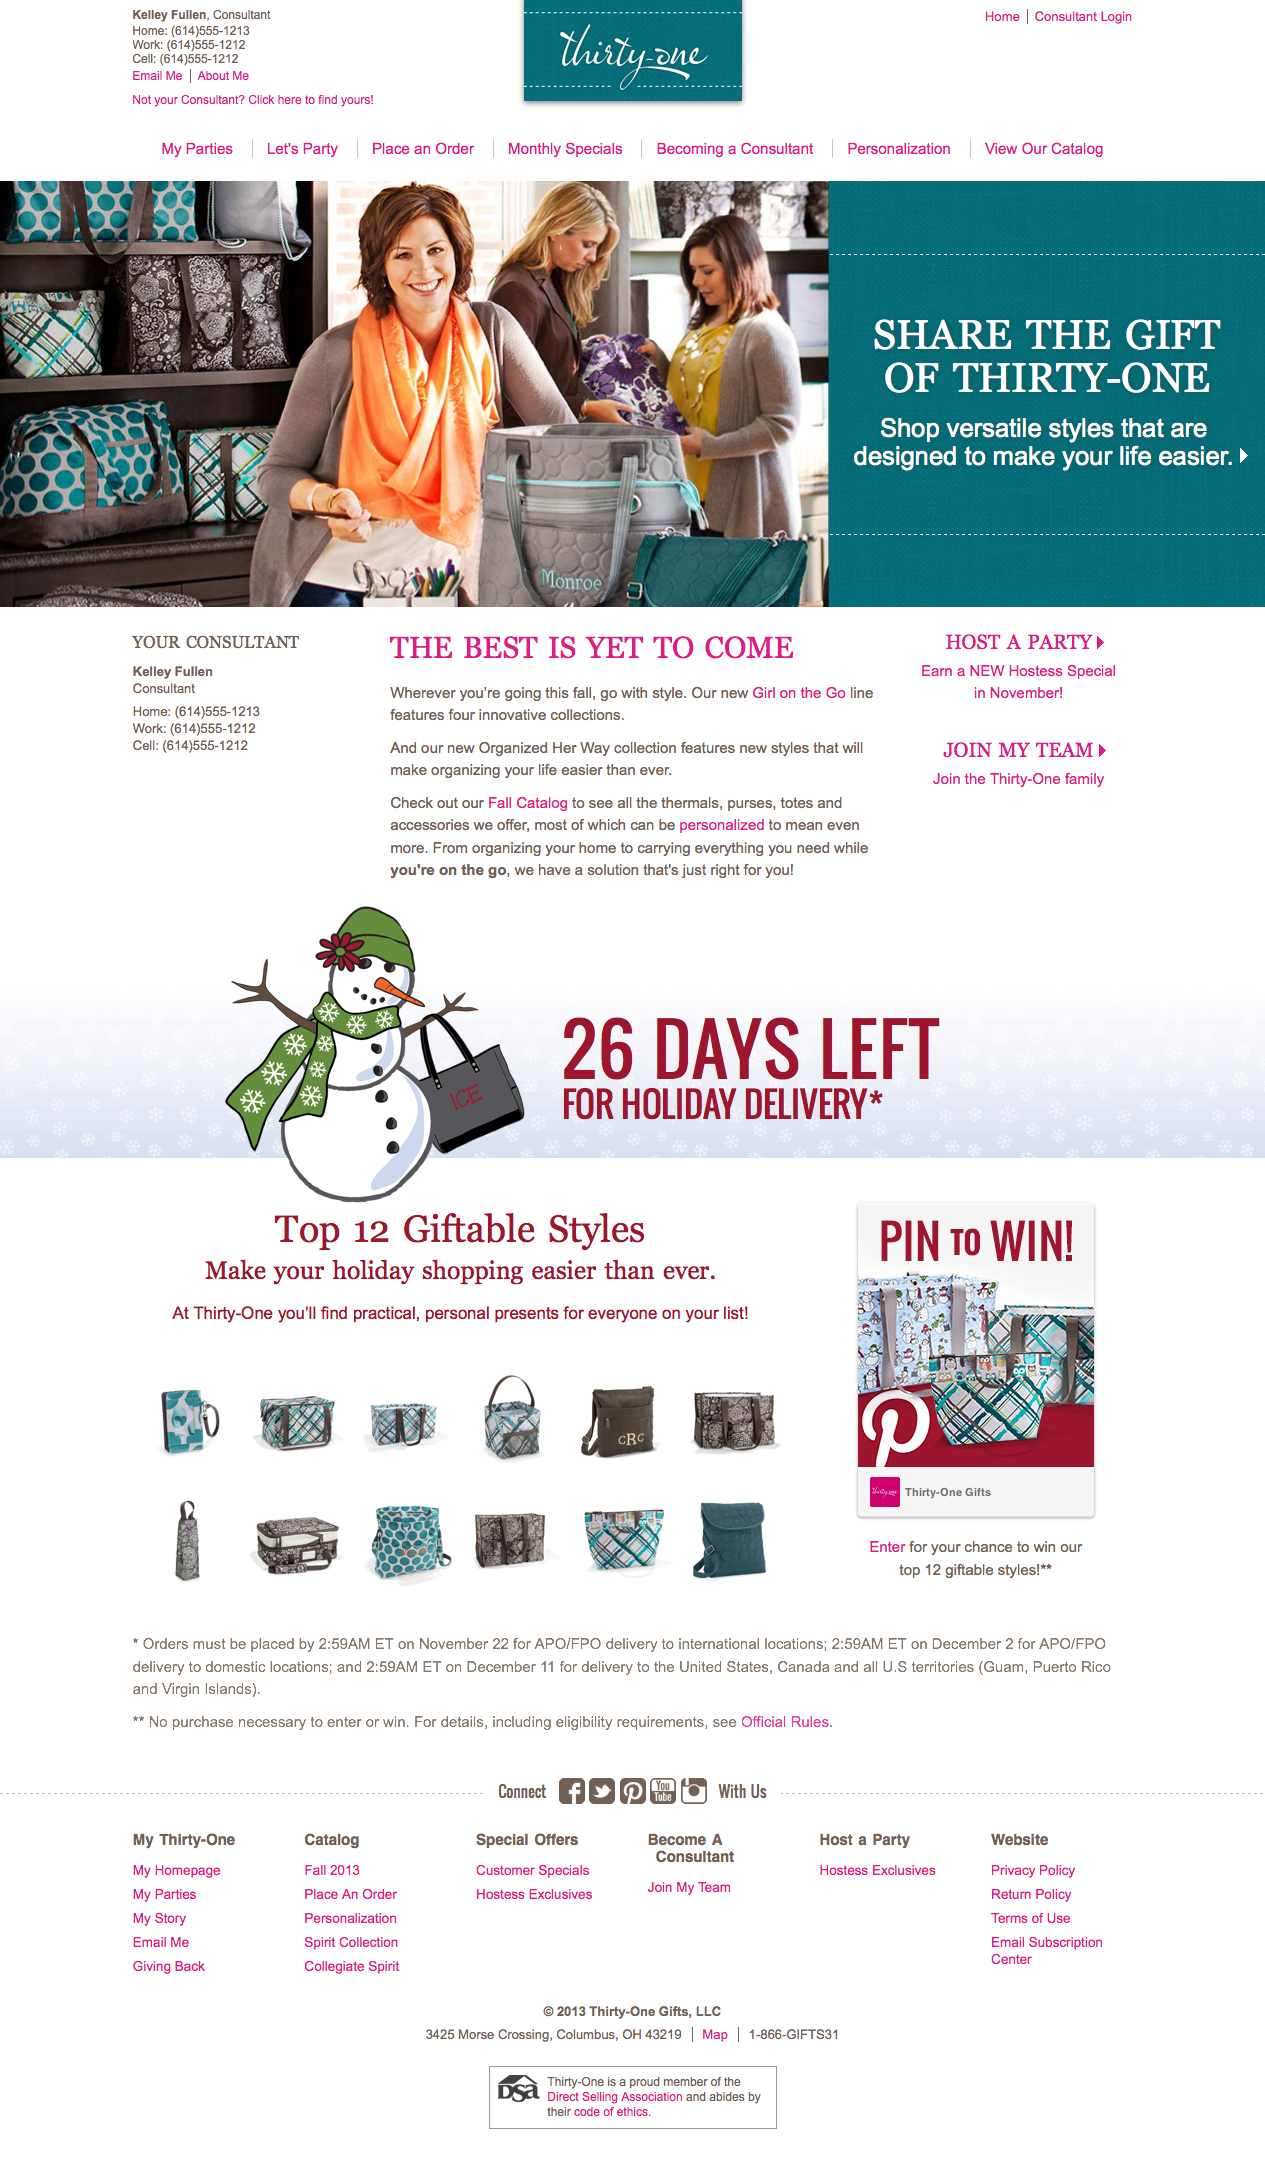 Kelley Fullen, Consultant
Home: (614)555-1213
Work: (614)555-1212
Cell: (614)555-1212
Email Me | About Me
Not your Consultant? Click here to find yours!
thirty-one
Home | Consultant Login
My Parties
Let's Party
Place an Order
Monthly Specials
Becoming a Consultant
Personalization
View Our Catalog
Monroe
SHARE THE GIFT
OF THIRTY-ONE
Shop versatile styles that are
designed to make your life easier.
YOUR CONSULTANT
Kelley Fullen
Consultant
Home: (614)555-1213
Work: (614)555-1212
Cell: (614)555-1212
THE BEST IS YET TO COME
Wherever you're going this fall, go with style. Our new Girl on the Go line
features four innovative collections.
And our new Organized Her Way collection features new styles that will
make organizing your life easier than ever.
Check out our Fall Catalog to see all the thermals, purses, totes and
accessories we offer, most of which can be personalized to mean even
more. From organizing your home to carrying everything you need while
you're on the go, we have a solution that's just right for you!
HOST A PARTY
Earn a NEW Hostess Special
in November!
JOIN MY TEAM
Join the Thirty-One family
ICE
26 DAYS LEFT
FOR HOLIDAY DELIVERY*
Top 12 Giftable Styles
Make your holiday shopping easier than ever.
At Thirty-One you'll find practical, personal presents for everyone on your list!
CRC
PIN TO WIN!
thirty-one
Thirty-One Gifts
Enter for your chance to win our
top 12 giftable styles!**
* Orders must be placed by 2:59AM ET on November 22 for APO/FPO delivery to international locations; 2:59AM ET on December 2 for APO/FPO
delivery to domestic locations; and 2:59AM ET on December 11 for delivery to the United States, Canada and all U.S territories (Guam, Puerto Rico
and Virgin Islands).
** No purchase necessary to enter or win. For details, including eligibility requirements, see Official Rules.
Connect
You
Tube
With Us
My Thirty-One
My Homepage
My Parties
My Story
Email Me
Giving Back
Catalog
Fall 2013
Place An Order
Personalization
Spirit Collection
Collegiate Spirit
Special Offers
Customer Specials
Hostess Exclusives
Become A
Consultant
Join My Team
Host a Party
Hostess Exclusives
Website
Privacy Policy
Return Policy
Terms of Use
Email Subscription
Center
© 2013 Thirty-One Gifts, LLC
3425 Morse Crossing, Columbus, OH 43219 | Map | 1-866-GIFTS31
DSA
Thirty-One is a proud member of the
Direct Selling Association and abides by
their code of ethics.